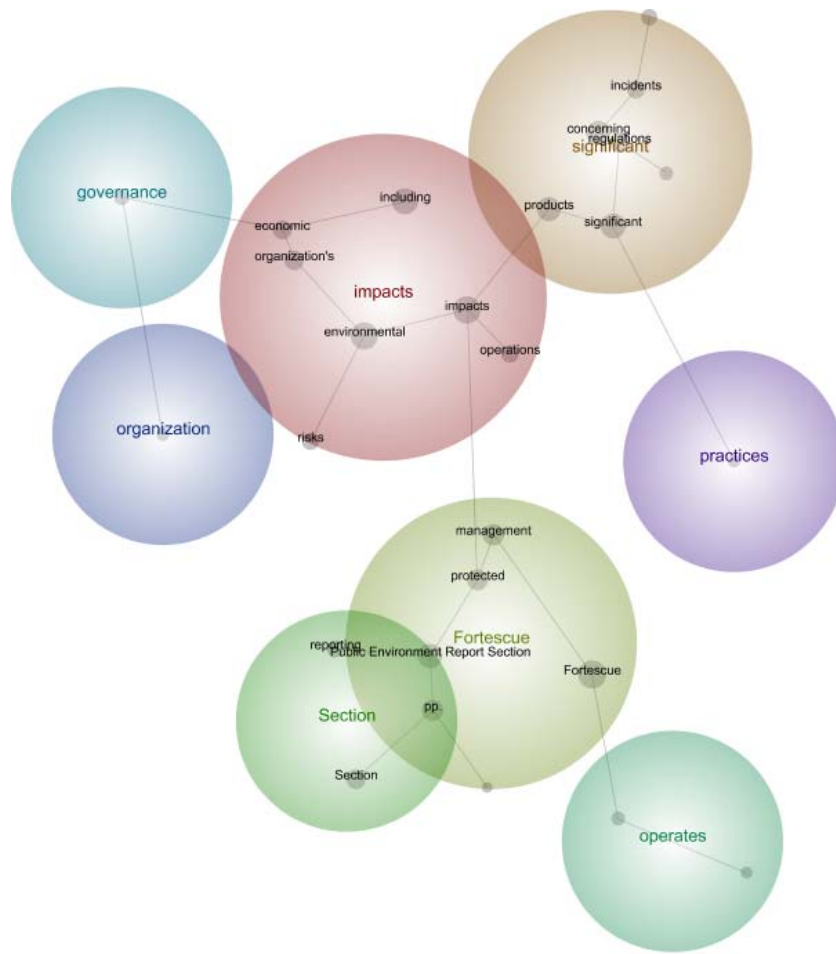 incidents
concerning
regulations
significant
governance
including
products
economic
significant
organization's
impacts
impacts
environmental
operations
organization
risks
practices
management
protected
Fortescue
reporting
Public Environment Report Section
Fortescue
pp.
Section
Section
operates